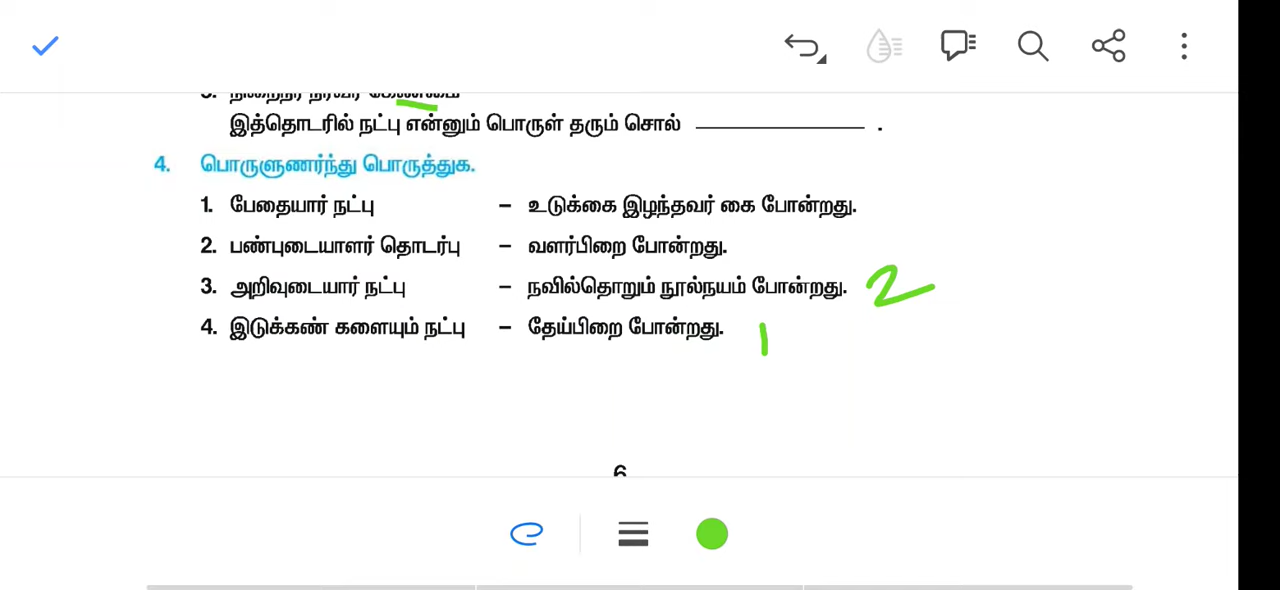 இத்தொடரில் நட்பு என்னும் பொருள் தரும் சொல் ____________ .
4. பொருளுணர்ந்து பொருத்துக.
1. பேதையார் நட்பு – உடுக்கை இழந்தவர் கை போன்றது.
2. பண்புடையாளர் தொடர்பு – வளர்பிறை போன்றது.
3. அறிவுடையார் நட்பு – நவில்தொறும் நூல்நயம் போன்றது. 2
4. இடுக்கண் களையும் நட்பு – தேய்பிறை போன்றது. 1
6